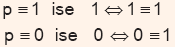 p ≡ 1 ise 1 ⇔ 1 ≡ 1
p ≡ 0 ise 0 ⇔ 0 ≡ 1